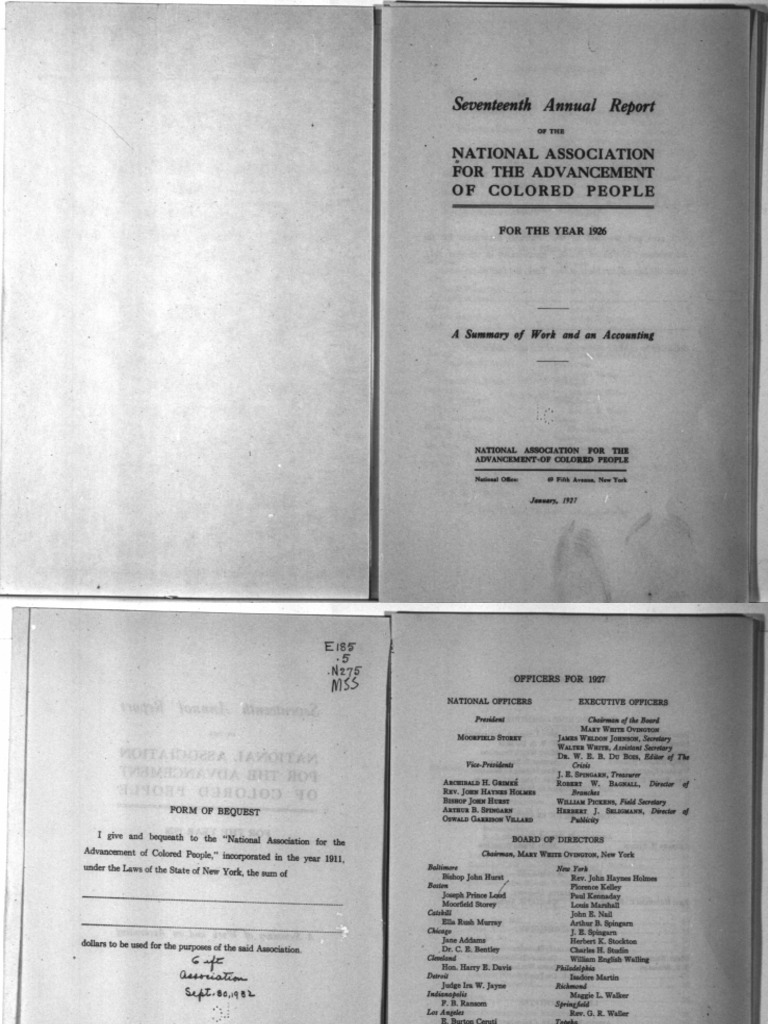 Seventeenth Annual Report
OF THE
NATIONAL ASSOCIATION
FOR THE ADVANCEMENT
OF COLORED PEOPLE
FOR THE YEAR 1926
A Summary of Work and an Accounting
NATIONAL ASSOCIATION FOR THE
ADVANCEMENT OF COLORED PEOPLE
National Office: 69 Fifth Avenue, New York
January, 1927
E185
.5
.N275
MSS
FORM OF BEQUEST
I give and bequeath to the "National Association for the
Advancement of Colored People," incorporated in the year 1911,
under the Laws of the State of New York, the sum of
dollars to be used for the purposes of the said Association.
Gift
Association
Sept. 30, 1932
OFFICERS FOR 1927
NATIONAL OFFICERS
President
MOORFIELD STOREY
Vice-Presidents
ARCHIBALD H. GRIMKÉ
REV. JOHN HAYNES HOLMES
BISHOP JOHN HURST
ARTHUR B. SPINGARN
OSWALD GARRISON VILLARD
EXECUTIVE OFFICERS
Chairman of the Board
MARY WHITE OVINGTON
JAMES WELDON JOHNSON, Secretary
WALTER WHITE, Assistant Secretary
DR. W. E. B. DU BOIS, Editor of The
Crisis
J. E. SPINGARN, Treasurer
ROBERT W. BAGNALL, Director of
Branches
WILLIAM PICKENS, Field Secretary
HERBERT J. SELIGMANN, Director of
Publicity
BOARD OF DIRECTORS
Chairman, MARY WHITE OVINGTON, New York
Baltimore
Bishop John Hurst
Boston
Joseph Prince Loud
Moorfield Storey
Catskill
Ella Rush Murray
Chicago
Jane Addams
Dr. C. E. Bentley
Cleveland
Hon. Harry E. Davis
Detroit
Judge Ira W. Jayne
Indianapolis
F. B. Ransom
Los Angeles
E. Burton Ceruti
New York
Rev. John Haynes Holmes
Florence Kelley
Paul Kennaday
Louis Marshall
John E. Nail
Arthur B. Spingarn
J. E. Spingarn
Herbert K. Stockton
Charles H. Studin
William English Walling
Philadelphia
Isadore Martin
Richmond
Maggie L. Walker
Springfield
Rev. G. R. Waller
Topeka